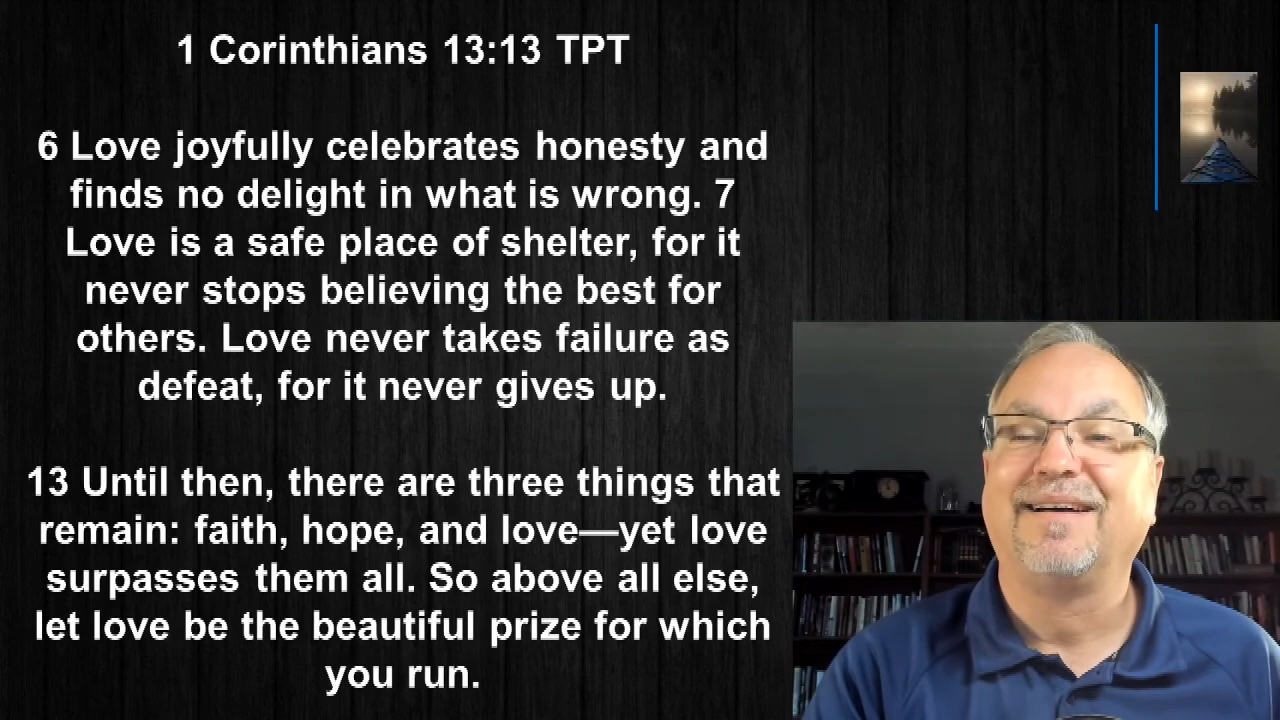 1 Corinthians 13:13 TPT
6 Love joyfully celebrates honesty and
finds no delight in what is wrong. 7
Love is a safe place of shelter, for it
never stops believing the best for
others. Love never takes failure as
defeat, for it never gives up.
13 Until then, there are three things that
remain: faith, hope, and love—yet love
surpasses them all. So above all else,
let love be the beautiful prize for which
you run.